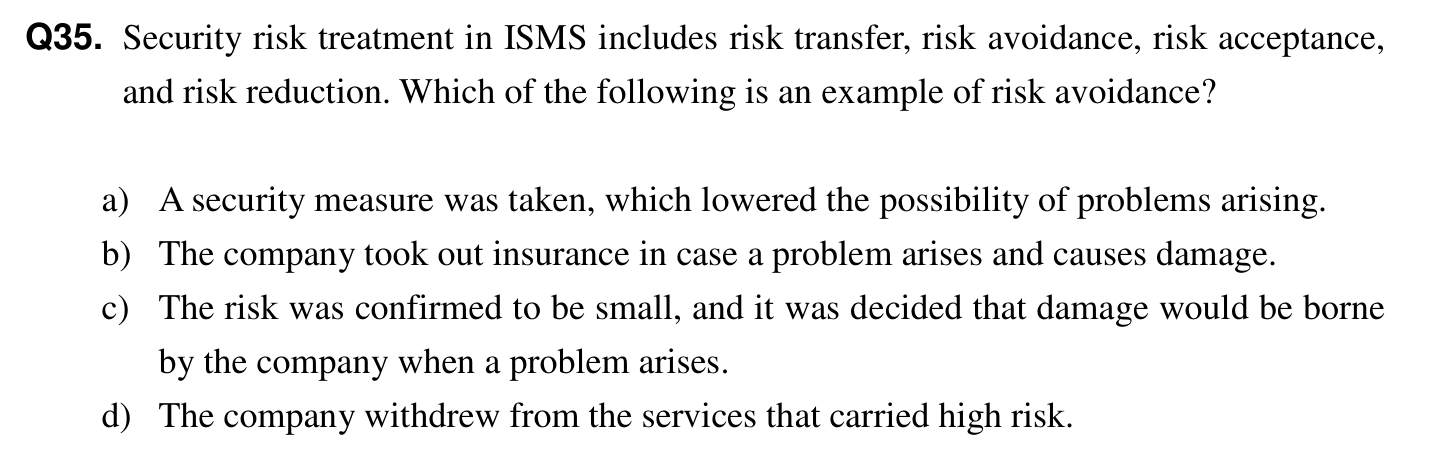 Q35. Security risk treatment in ISMS includes risk transfer, risk avoidance, risk acceptance,
and risk reduction. Which of the following is an example of risk avoidance?
a) A security measure was taken, which lowered the possibility of problems arising.
b) The company took out insurance in case a problem arises and causes damage.
c) The risk was confirmed to be small, and it was decided that damage would be borne
by the company when a problem arises.
d) The company withdrew from the services that carried high risk.